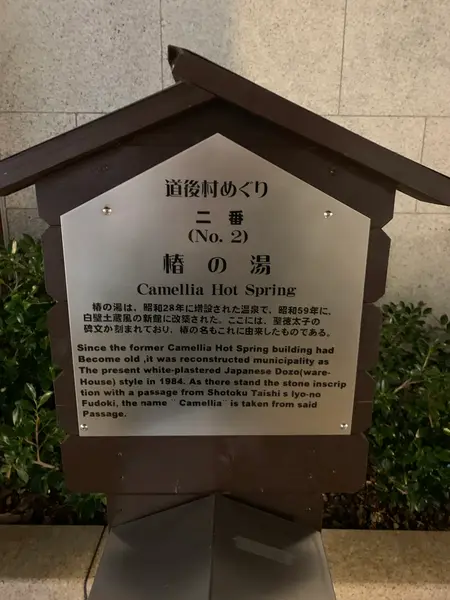 道後村めぐり
二番
(No. 2)
椿の湯
Camellia Hot Spring
椿の湯は、昭和28年に増設された温泉で、昭和59年に、
白壁土蔵風の新館に改築された。ここには、聖徳太子の
碑文が刻まれており、椿の名もこれに由来したものである。
Since the former Camellia Hot Spring building had
Become old ,it was reconstructed municipality as
The present white-plastered Japanese Dozo(ware-
House) style in 1984. As there stand the stone inscrip
tion with a passage from Shotoku Taishi s Iyo-no
Fudoki, the name ¨Camellia¨is taken from said
Passage.